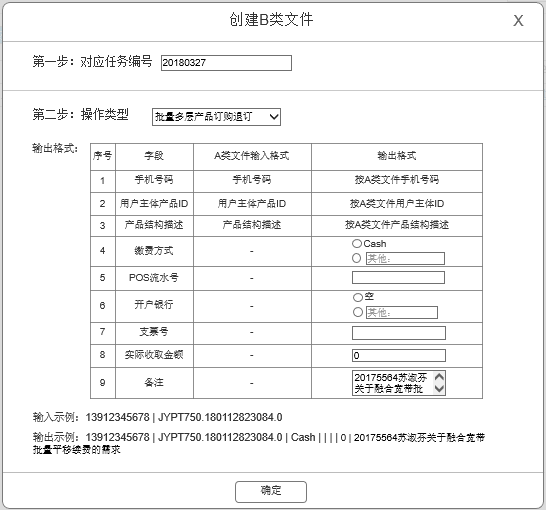 创建B类文件 X
第一步：对应任务编号 20180327
第二步：操作类型 批量多层产品订购退订
输出格式：
序号 字段 A类文件输入格式 输出格式
1 手机号码 手机号码 按A类文件手机号码
2 用户主体产品ID 用户主体产品ID 按A类文件用户主体ID
3 产品结构描述 产品结构描述 按A类文件产品结构描述
4 缴费方式 - Cash
其他：
5 POS流水号 -
6 开户银行 - 空
其他：
7 支票号 -
8 实际收取金额 - 0
9 备注 - 20175564苏淑芬
关于融合宽带批
输入示例：13912345678 | JYPT750.180112823084.0
输出示例：13912345678 | JYPT750.180112823084.0 | Cash | | | | 0 | 20175564苏淑芬关于融合宽带
批量平移续费的需求
确定